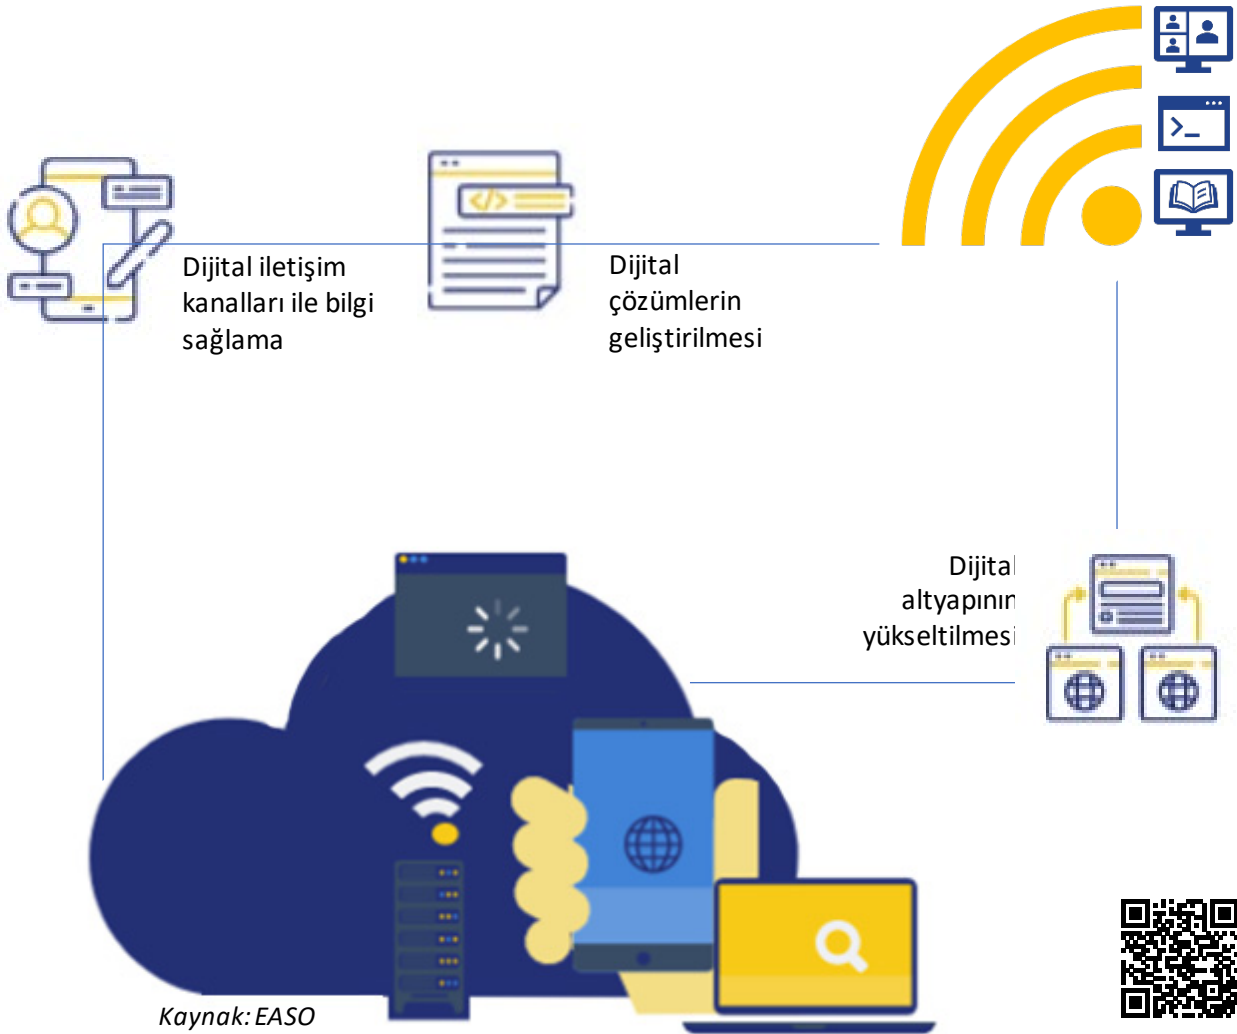 Dijital iletişim
kanalları ile bilgi
sağlama
Dijital
çözümlerin
geliştirilmesi
Dijital
altyapının
yükseltilmesi
Kaynak: EASO